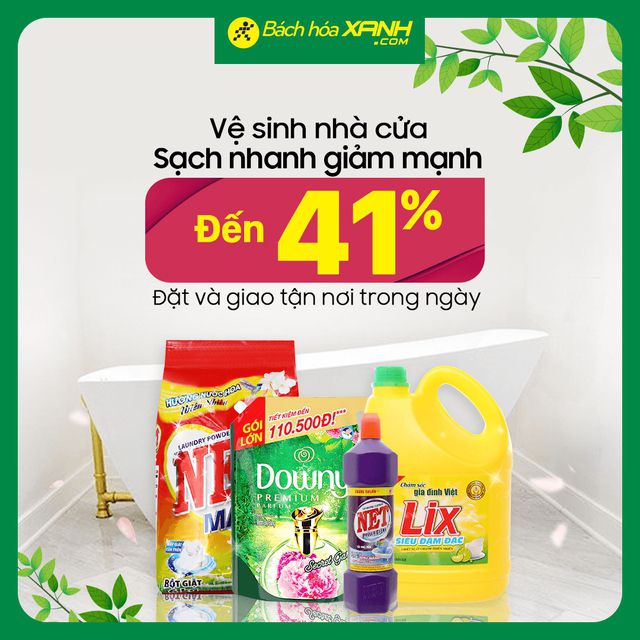 Bách hóa XANH
.COM
Vệ sinh nhà cửa
Sạch nhanh giảm mạnh
Đến 41%
Đặt và giao tận nơi trong ngày
HƯƠNG NƯỚC HOA
Thiên Nhiên
LAUNDRY POWDER
NET
BỘT GIẶT
GÓI LỚN
TIẾT KIỆM ĐẾN
110.500Đ!***
Downy
PREMIUM
PARFUM
NET
Chăm sóc
gia đình Việt
Lix
SIÊU ĐẬM ĐẶC